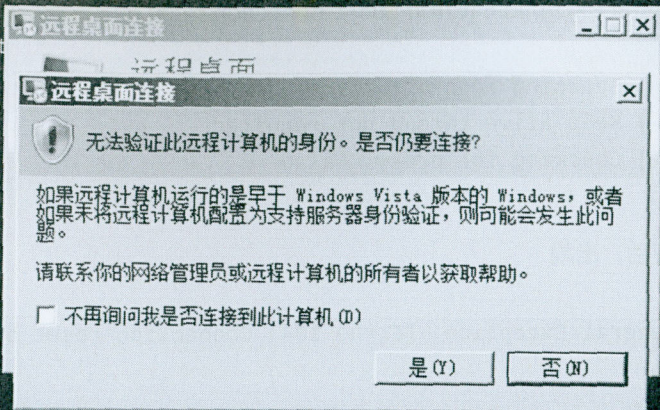 远程桌面连接
远程桌面
远程桌面连接
无法验证此远程计算机的身份。是否仍要连接?
如果远程计算机运行的是早于 Windows Vista 版本的 Windows，或者
如果未将远程计算机配置为支持服务器身份验证，则可能会发生此问
题。
请联系你的网络管理员或远程计算机的所有者以获取帮助。
不再询问我是否连接到此计算机(D)
是(Y)
否(N)